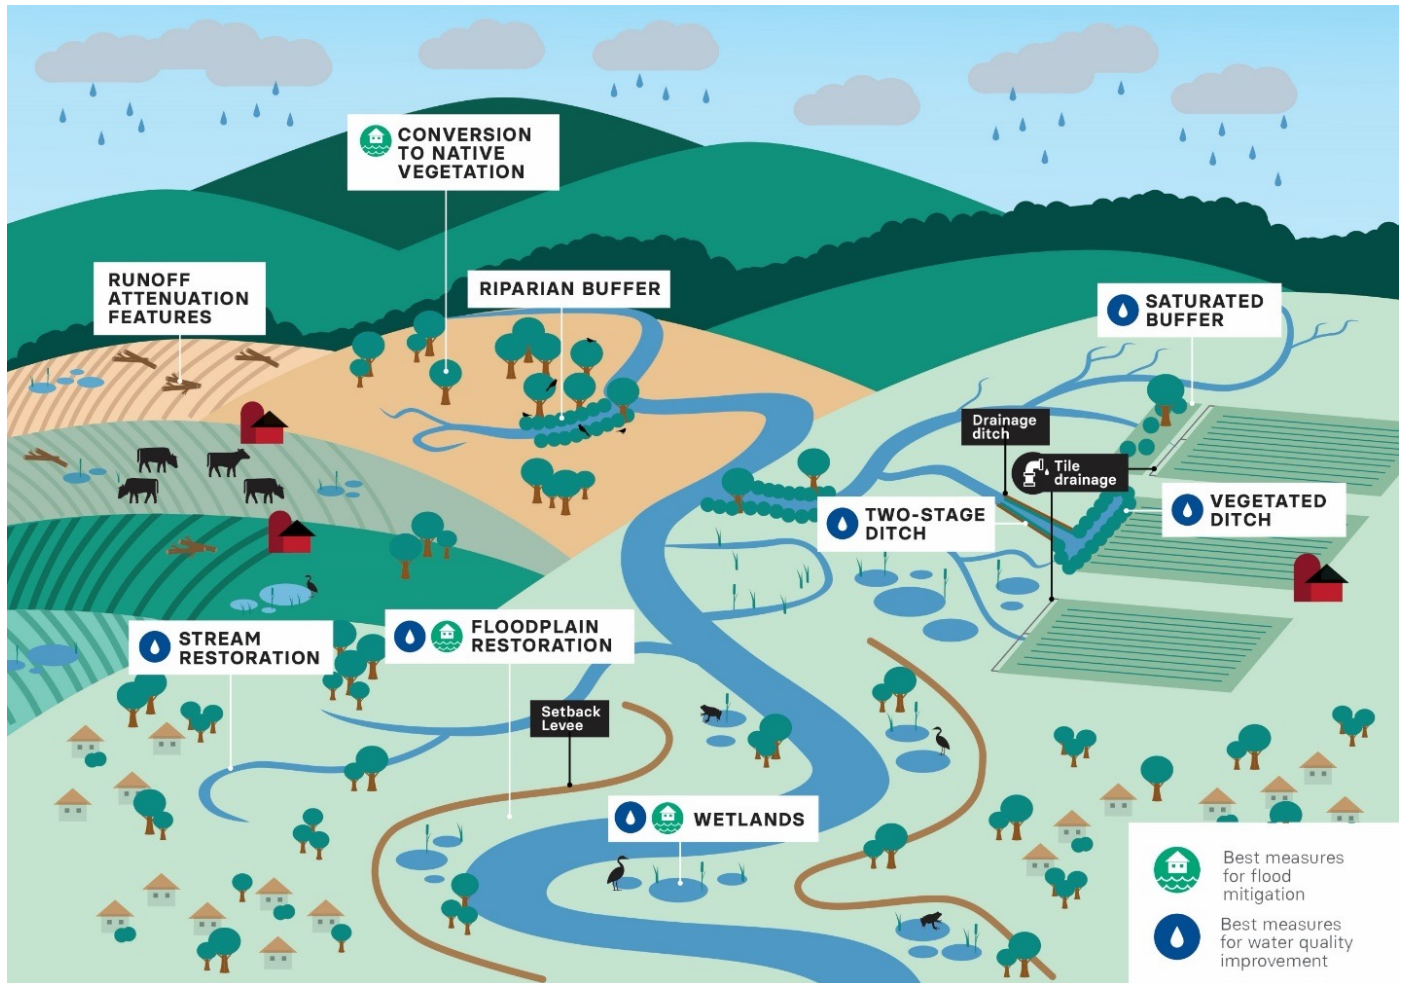 CONVERSION
TO NATIVE
VEGETATION
RUNOFF
ATTENUATION
FEATURES
RIPARIAN BUFFER
SATURATED
BUFFER
Drainage
ditch
Tile
drainage
TWO-STAGE
DITCH
VEGETATED
DITCH
STREAM
RESTORATION
FLOODPLAIN
RESTORATION
Setback
Levee
WETLANDS
Best measures
for flood
mitigation
Best measures
for water quality
improvement